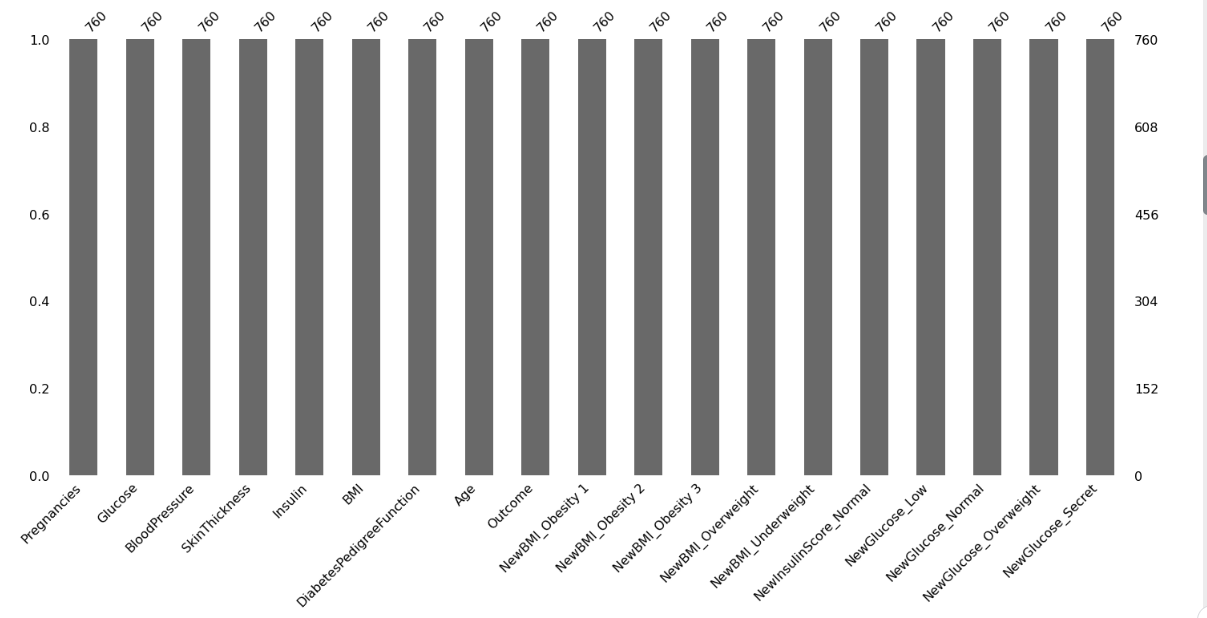 760 760 760 760 760 760 760 760 760 760 760 760 760 760 760 760 760 760 760
1.0 760
0.8 608
0.6 456
0.4 304
0.2 152
0.0 0
Pregnancies
Glucose
BloodPressure
SkinThickness
Insulin
BMI
DiabetesPedigreeFunction
Age
Outcome
NewBMI_Obesity 1
NewBMI_Obesity 2
NewBMI_Obesity 3
NewBMI_Overweight
NewBMI_Underweight
NewInsulinScore_Normal
NewGlucose_Low
NewGlucose_Normal
NewGlucose_Overweight
NewGlucose_Secret